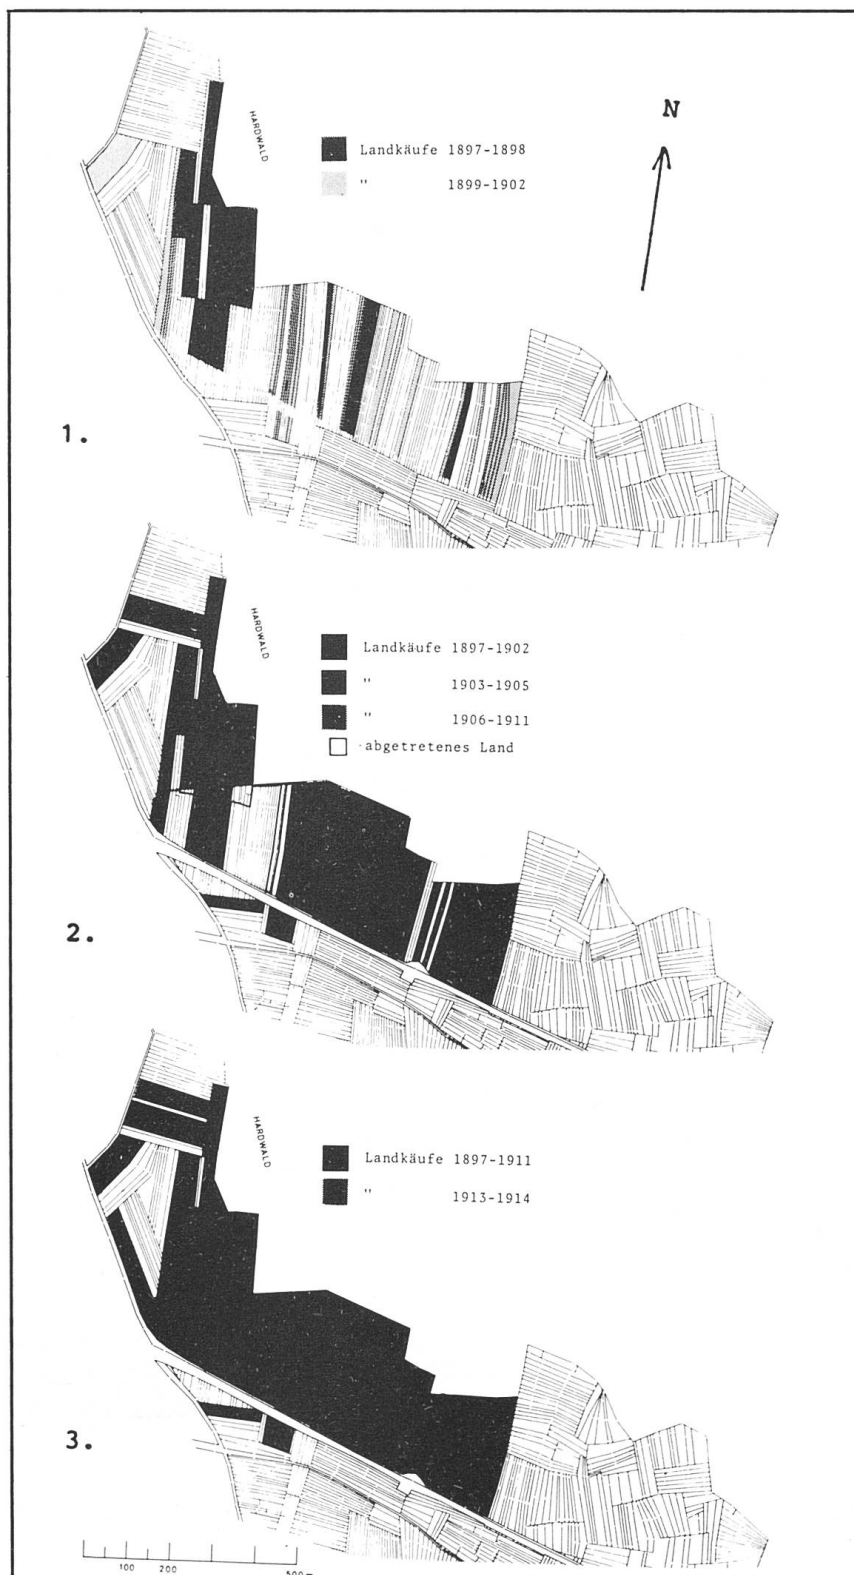 N
HARDWALD
Landkäufe 1897-1898
" 1899-1902
1.
HARDWALD
Landkäufe 1897-1902
" 1903-1905
" 1906-1911
abgetretenes Land
2.
HARDWALD
Landkäufe 1897-1911
" 1913-1914
3.
100 200 500 m